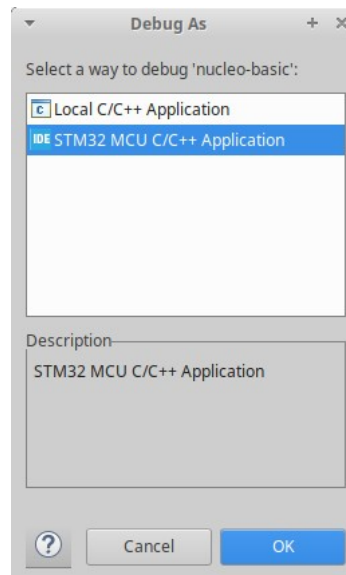 Debug As
Select a way to debug 'nucleo-basic':
c Local C/C++ Application
IDE STM32 MCU C/C++ Application
Description
STM32 MCU C/C++ Application
? Cancel OK